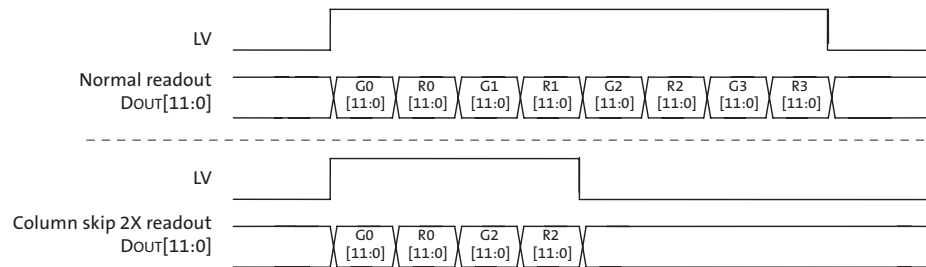 LV
Normal readout
DOUT[11:0]
G0 R0 G1 R1 G2 R2 G3 R3
[11:0] [11:0] [11:0] [11:0] [11:0] [11:0] [11:0] [11:0]
LV
Column skip 2X readout
DOUT[11:0]
G0 R0 G2 R2
[11:0] [11:0] [11:0] [11:0]